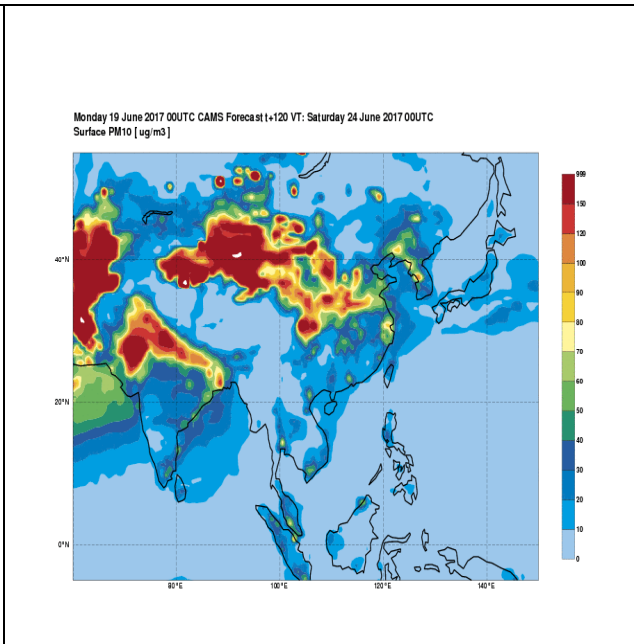 Monday 19 June 2017 00UTC CAMS Forecast t+120 VT: Saturday 24 June 2017 00UTC
Surface PM10 [ ug/m3 ]
999
150
120
100
90
80
70
60
50
40
30
20
10
0
40°N
20°N
0°N
80°E
100°E
120°E
140°E